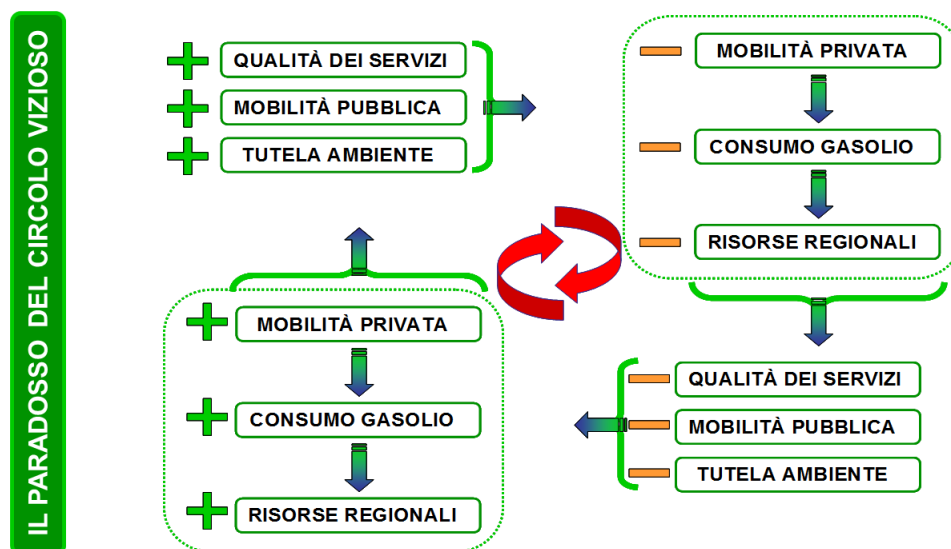 IL PARADOSSO DEL CIRCOLO VIZIOSO
QUALITÀ DEI SERVIZI
MOBILITÀ PUBBLICA
TUTELA AMBIENTE
MOBILITÀ PRIVATA
CONSUMO GASOLIO
RISORSE REGIONALI
MOBILITÀ PRIVATA
CONSUMO GASOLIO
RISORSE REGIONALI
QUALITÀ DEI SERVIZI
MOBILITÀ PUBBLICA
TUTELA AMBIENTE